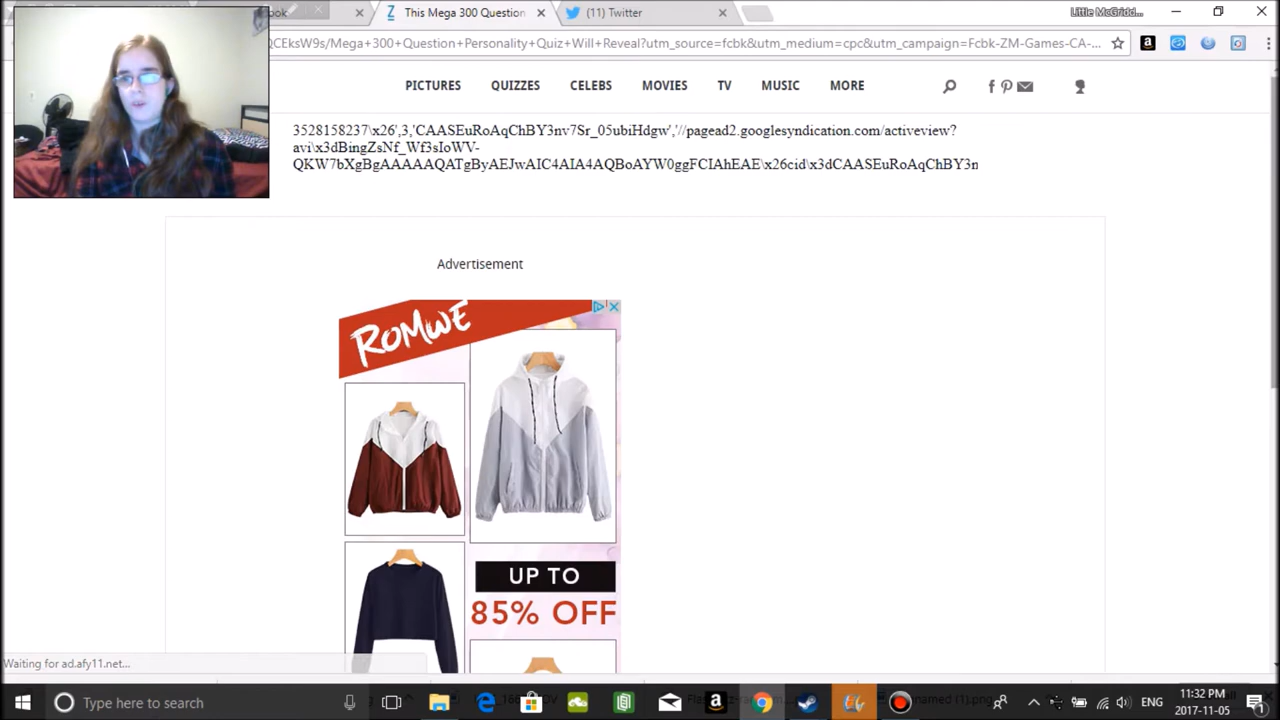 ook
This Mega 300 Question
(11) Twitter
Little McGridd...
QCEksW9s/Mega+300+Question+Personality+Quiz+Will+Reveal?utm_source=fcbk&utm_medium=cpc&utm_campaign=Fcbk-ZM-Games-CA-...
PICTURES QUIZZES CELEBS MOVIES TV MUSIC MORE
3528158237\x26',3,'CAASEuRoAqChBY3nv7Sr_05ubiHdgw','//pagead2.googlesyndication.com/activeview?
avi\x3dBingZsNf_Wf3sIoWV-
QKW7bXgBgAAAAAQATgByAEJwAIC4AIA4AQBoAYW0ggFCIAhEAE\x26cid\x3dCAASEuRoAqChBY3n
Advertisement
ROMWE
UP TO
85% OFF
Waiting for ad.afy11.net...
Type here to search
ENG
11:32 PM
2017-11-05